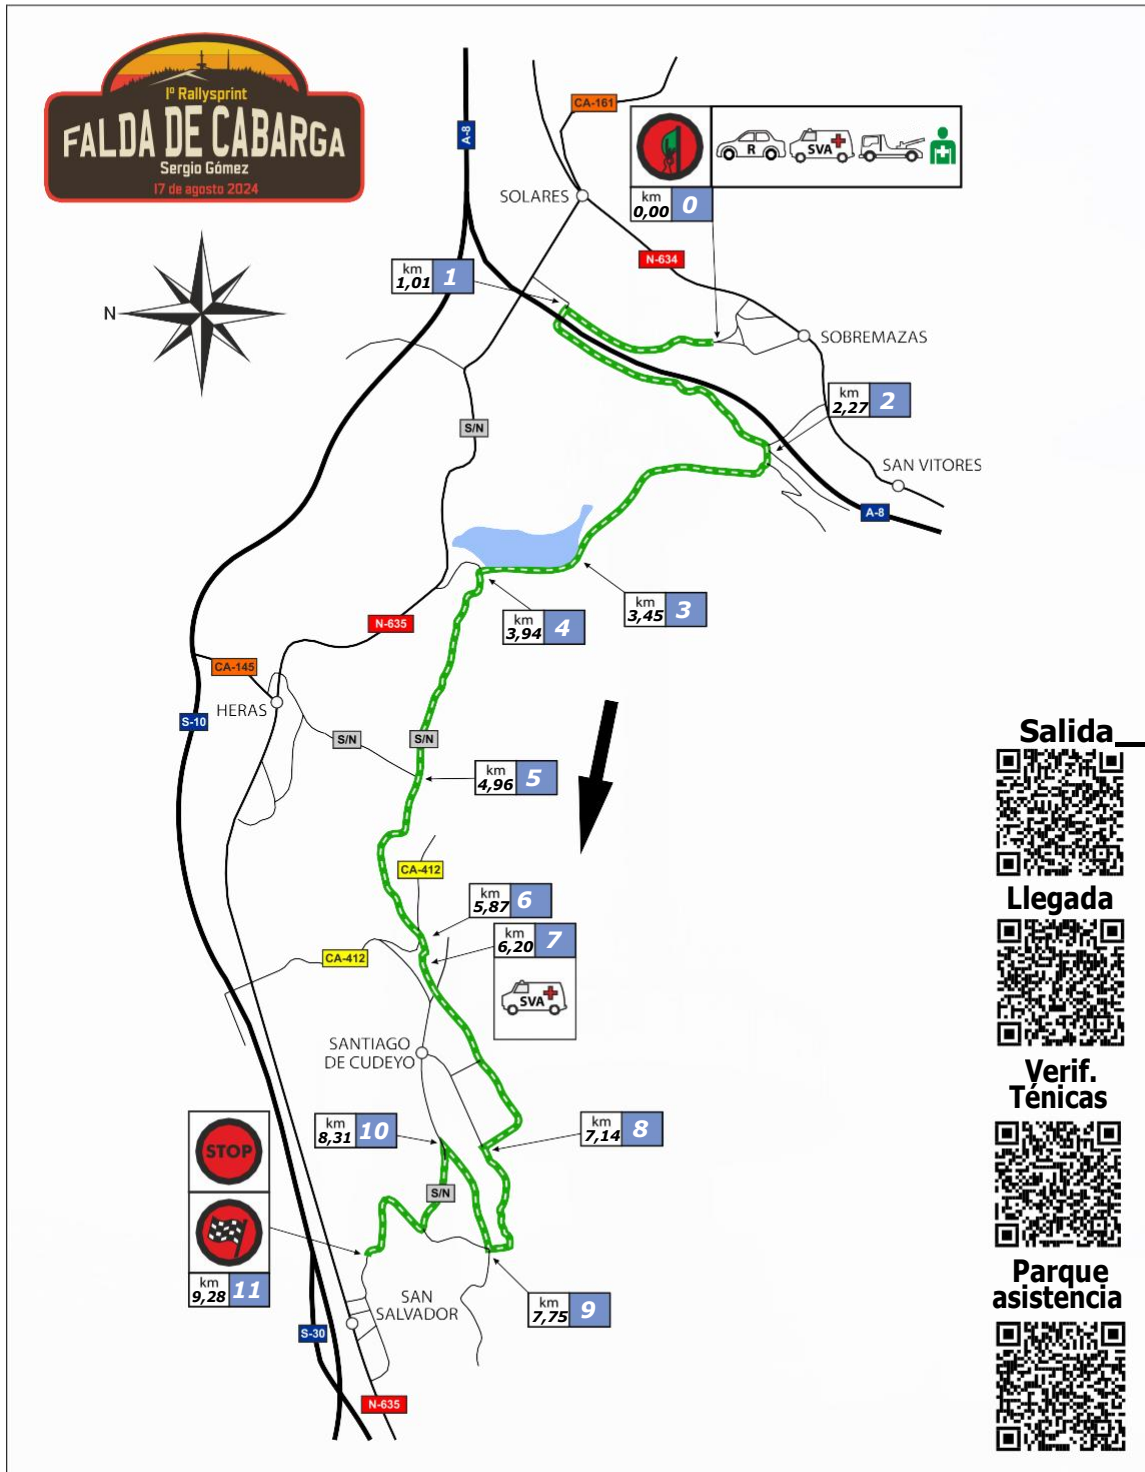 1º Rallysprint
FALDA DE CABARGA
Sergio Gómez
17 de agosto 2024
A-8
CA-161
SOLARES
R
SVA
km
0,00
0
N-634
km
1,01
1
N
SOBREMAZAS
km
2,27
2
S/N
SAN VITORES
A-8
km
3,45
3
km
3,94
4
N-635
CA-145
HERAS
S-10
S/N
S/N
km
4,96
5
CA-412
km
5,87
6
km
6,20
7
SVA
CA-412
SANTIAGO
DE CUDEYO
km
8,31
10
km
7,14
8
STOP
S/N
km
9,28
11
SAN
SALVADOR
km
7,75
9
S-30
N-635
Salida_
Llegada
Verif.
Ténicas
Parque
asistencia